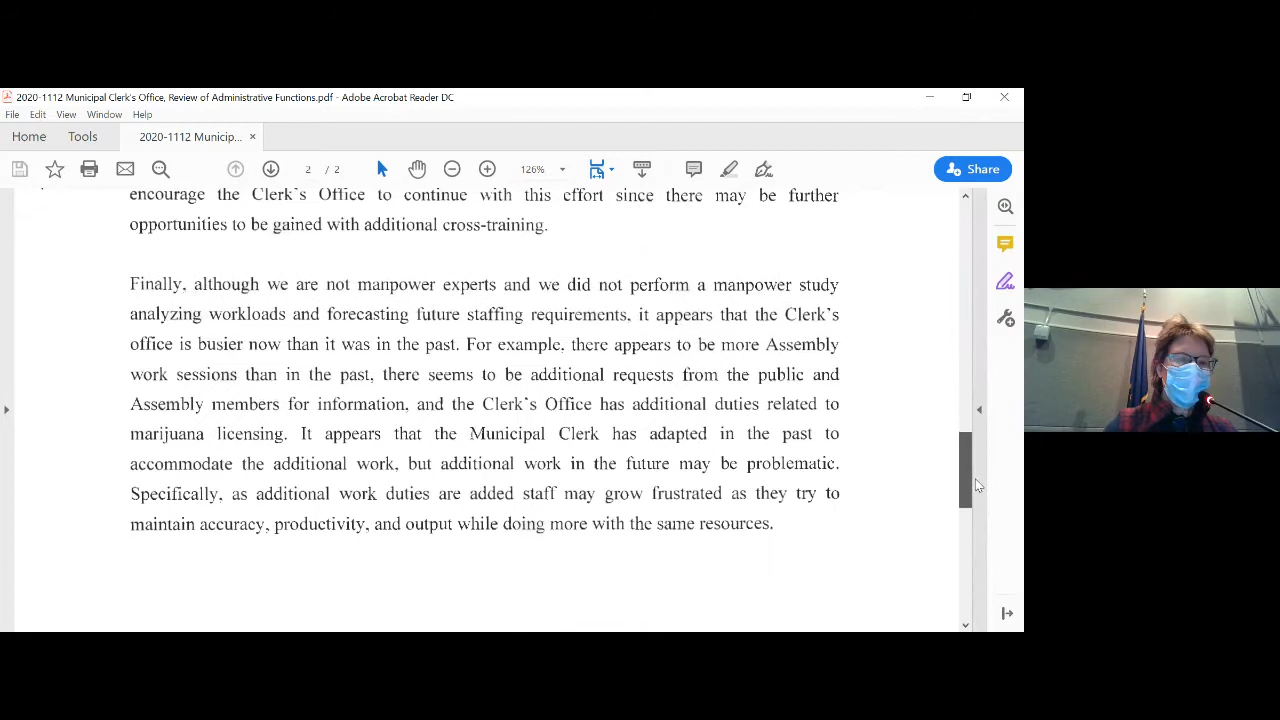 2020-1112 Municipal Clerk's Office, Review of Administrative Functions.pdf - Adobe Acrobat Reader DC
File Edit View Window Help
Home Tools 2020-1112 Municip... ×
2 / 2 126% Share
encourage the Clerk's Office to continue with this effort since there may be further
opportunities to be gained with additional cross-training.
Finally, although we are not manpower experts and we did not perform a manpower study
analyzing workloads and forecasting future staffing requirements, it appears that the Clerk's
office is busier now than it was in the past. For example, there appears to be more Assembly
work sessions than in the past, there seems to be additional requests from the public and
Assembly members for information, and the Clerk's Office has additional duties related to
marijuana licensing. It appears that the Municipal Clerk has adapted in the past to
accommodate the additional work, but additional work in the future may be problematic.
Specifically, as additional work duties are added staff may grow frustrated as they try to
maintain accuracy, productivity, and output while doing more with the same resources.